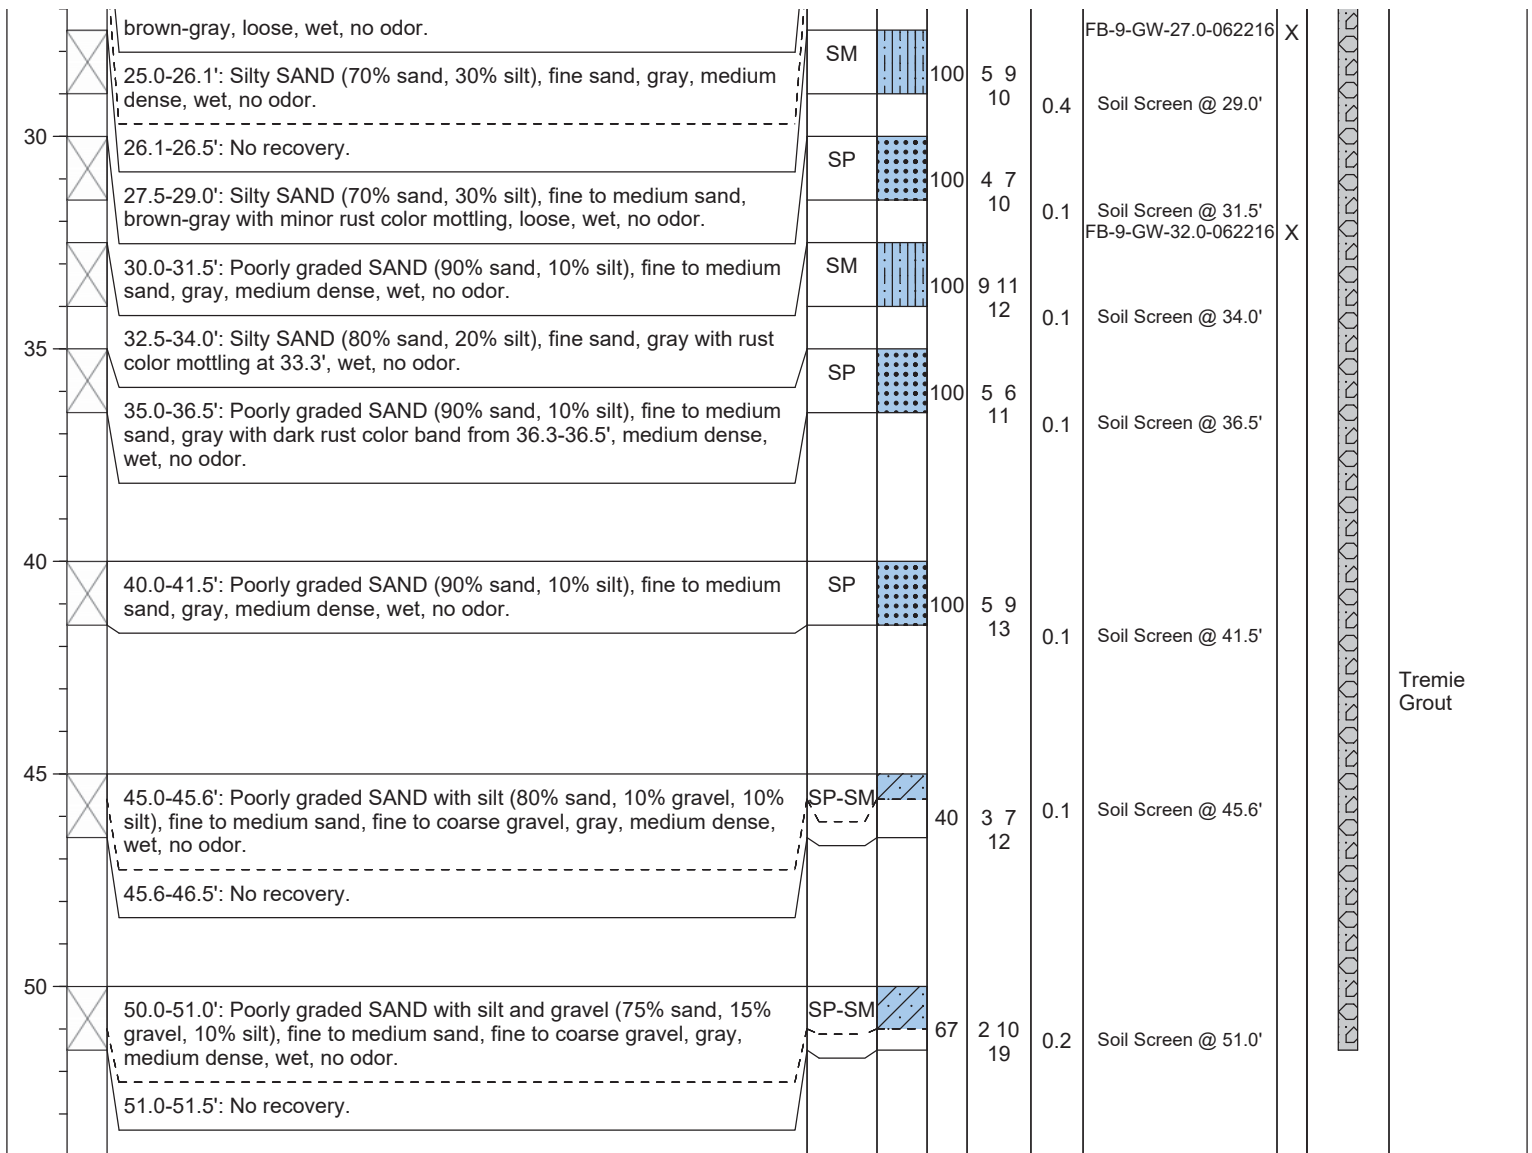 brown-gray, loose, wet, no odor.
FB-9-GW-27.0-062216 X
SM
25.0-26.1': Silty SAND (70% sand, 30% silt), fine sand, gray, medium
dense, wet, no odor.
100 5 9
10
0.4 Soil Screen @ 29.0'
30
26.1-26.5': No recovery.
SP
100 4 7
10
27.5-29.0': Silty SAND (70% sand, 30% silt), fine to medium sand,
brown-gray with minor rust color mottling, loose, wet, no odor.
0.1 Soil Screen @ 31.5'
FB-9-GW-32.0-062216 X
30.0-31.5': Poorly graded SAND (90% sand, 10% silt), fine to medium
sand, gray, medium dense, wet, no odor.
SM
100 9 11
12
0.1 Soil Screen @ 34.0'
32.5-34.0': Silty SAND (80% sand, 20% silt), fine sand, gray with rust
color mottling at 33.3', wet, no odor.
35
SP
100 5 6
11
35.0-36.5': Poorly graded SAND (90% sand, 10% silt), fine to medium
sand, gray with dark rust color band from 36.3-36.5', medium dense,
wet, no odor.
0.1 Soil Screen @ 36.5'
40
40.0-41.5': Poorly graded SAND (90% sand, 10% silt), fine to medium
sand, gray, medium dense, wet, no odor.
SP
100 5 9
13
0.1 Soil Screen @ 41.5'
Tremie
Grout
45
45.0-45.6': Poorly graded SAND with silt (80% sand, 10% gravel, 10%
silt), fine to medium sand, fine to coarse gravel, gray, medium dense,
wet, no odor.
SP-SM
40 3 7
12
0.1 Soil Screen @ 45.6'
45.6-46.5': No recovery.
50
50.0-51.0': Poorly graded SAND with silt and gravel (75% sand, 15%
gravel, 10% silt), fine to medium sand, fine to coarse gravel, gray,
medium dense, wet, no odor.
SP-SM
67 2 10
19
0.2 Soil Screen @ 51.0'
51.0-51.5': No recovery.